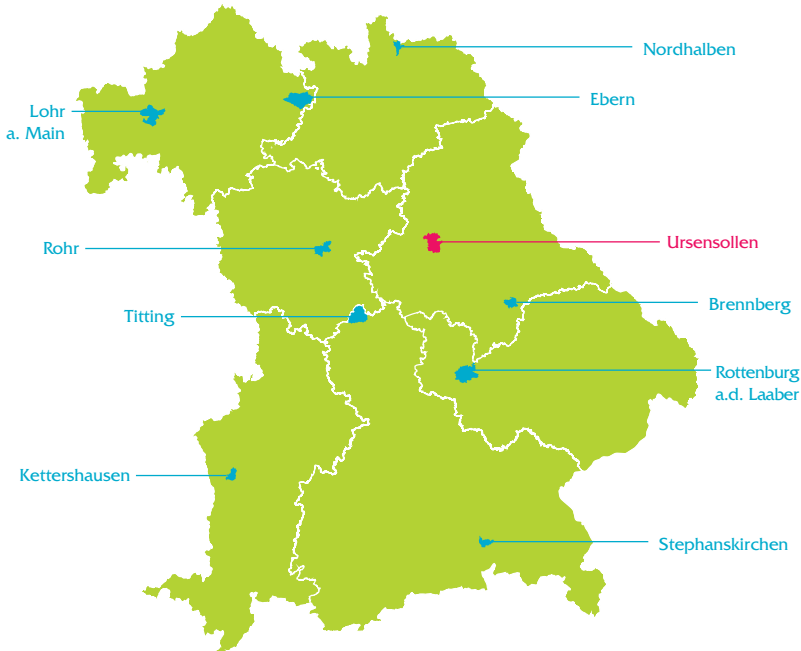 Nordhalben
Ebern
Lohr
a. Main
Rohr
Ursensollen
Titting
Brennberg
Rottenburg
a.d. Laaber
Kettershausen
Stephanskirchen